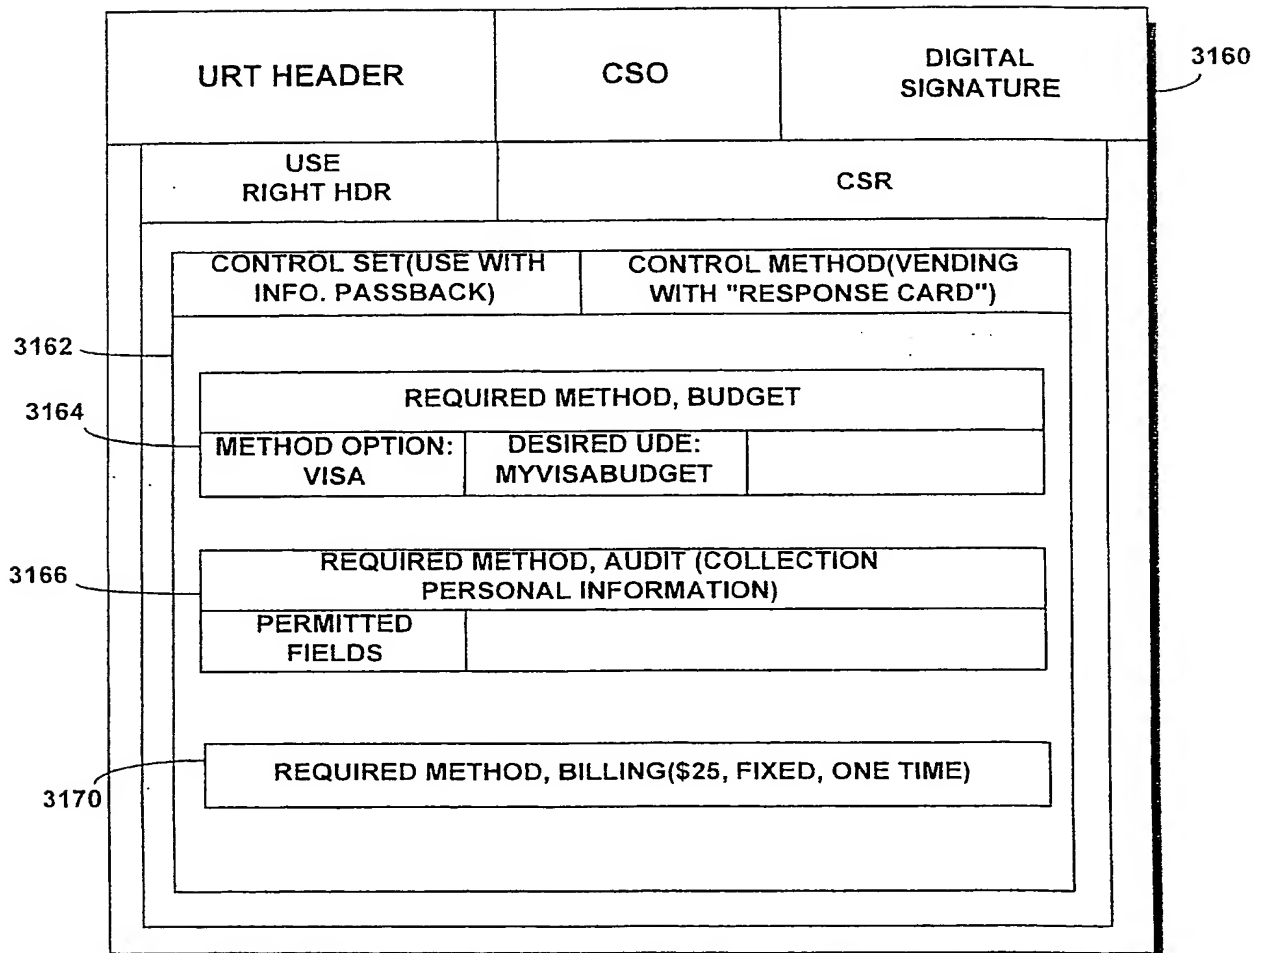 URT HEADER
CSO
DIGITAL
SIGNATURE
3160
USE
RIGHT HDR
CSR
CONTROL SET(USE WITH
INFO. PASSBACK)
CONTROL METHOD(VENDING
WITH "RESPONSE CARD")
3162
REQUIRED METHOD, BUDGET
3164
METHOD OPTION:
VISA
DESIRED UDE:
MYVISABUDGET
3166
REQUIRED METHOD, AUDIT (COLLECTION
PERSONAL INFORMATION)
PERMITTED
FIELDS
REQUIRED METHOD, BILLING($25, FIXED, ONE TIME)
3170